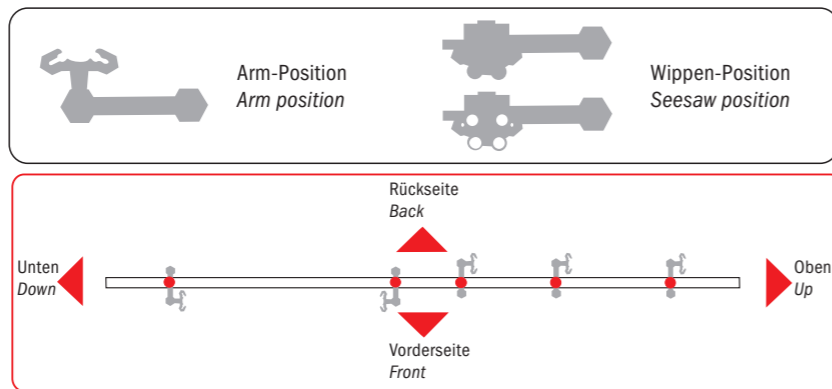 Arm-Position
Arm position
Wippen-Position
Seesaw position
Rückseite
Back
Unten
Down
Oben
Up
Vorderseite
Front